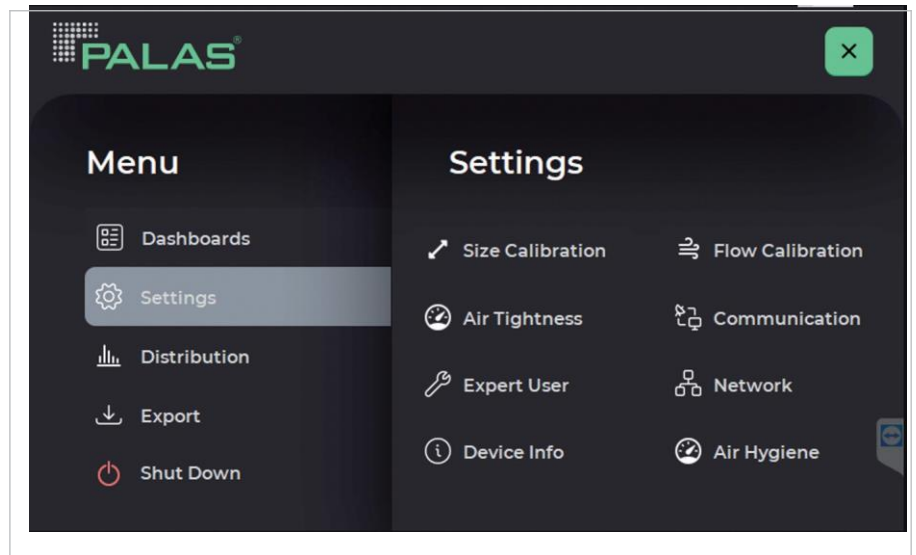 PALAS®
Menu
Dashboards
Settings
Distribution
Export
Shut Down
Settings
Size Calibration
Flow Calibration
Air Tightness
Communication
Expert User
Network
Device Info
Air Hygiene